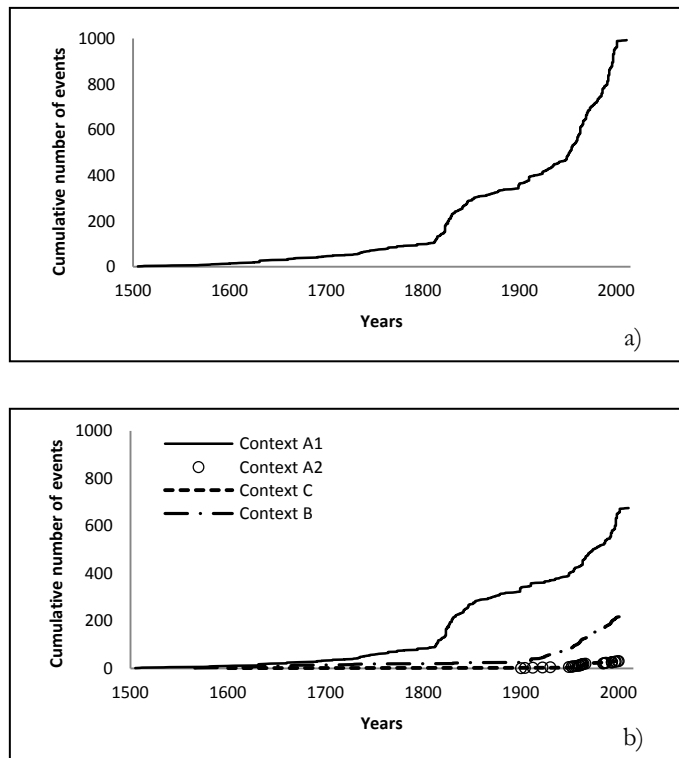 Cumulative number of events
1000
800
600
400
200
0
1500 1600 1700 1800 1900 2000
Years
a)
Cumulative number of events
1000
800
600
400
200
0
Context A1
Context A2
Context C
Context B
1500 1600 1700 1800 1900 2000
Years
b)